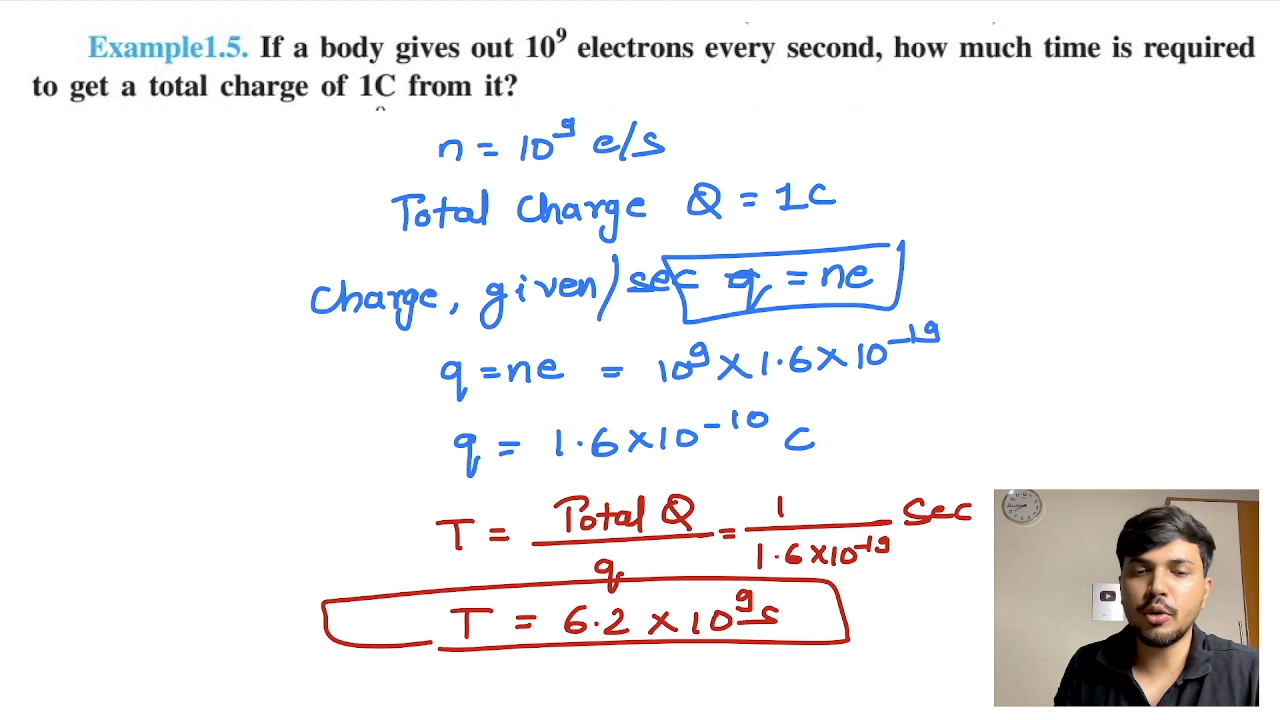 Example1.5. If a body gives out 10⁹ electrons every second, how much time is required
to get a total charge of 1C from it?
n = 10⁹ e/s
Total Charge Q = 1C
Charge, given/sec q = ne
q = ne = 10⁹ × 1.6 × 10⁻¹⁹
q = 1.6 × 10⁻¹⁰ C
T = Total Q / q = 1 / 1.6 × 10⁻¹⁹ Sec
T = 6.2 × 10⁹ s